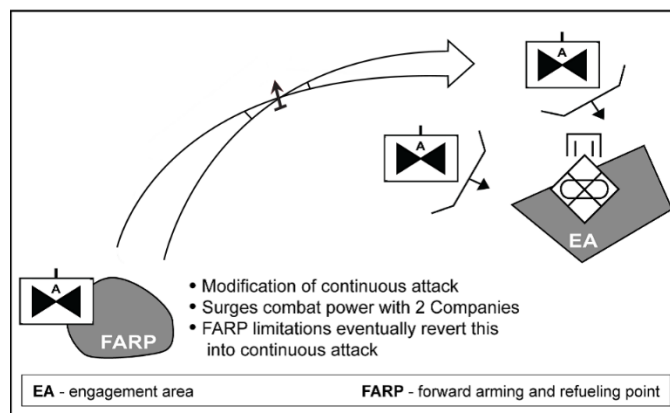 A
A
A
EA
FARP
• Modification of continuous attack
• Surges combat power with 2 Companies
• FARP limitations eventually revert this
into continuous attack
EA - engagement area
FARP - forward arming and refueling point